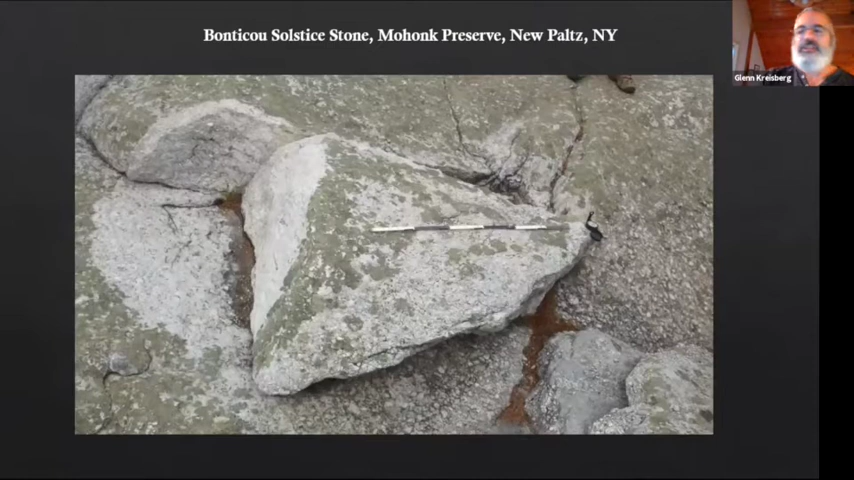 Bonticou Solstice Stone, Mohonk Preserve, New Paltz, NY
Glenn Kreisberg